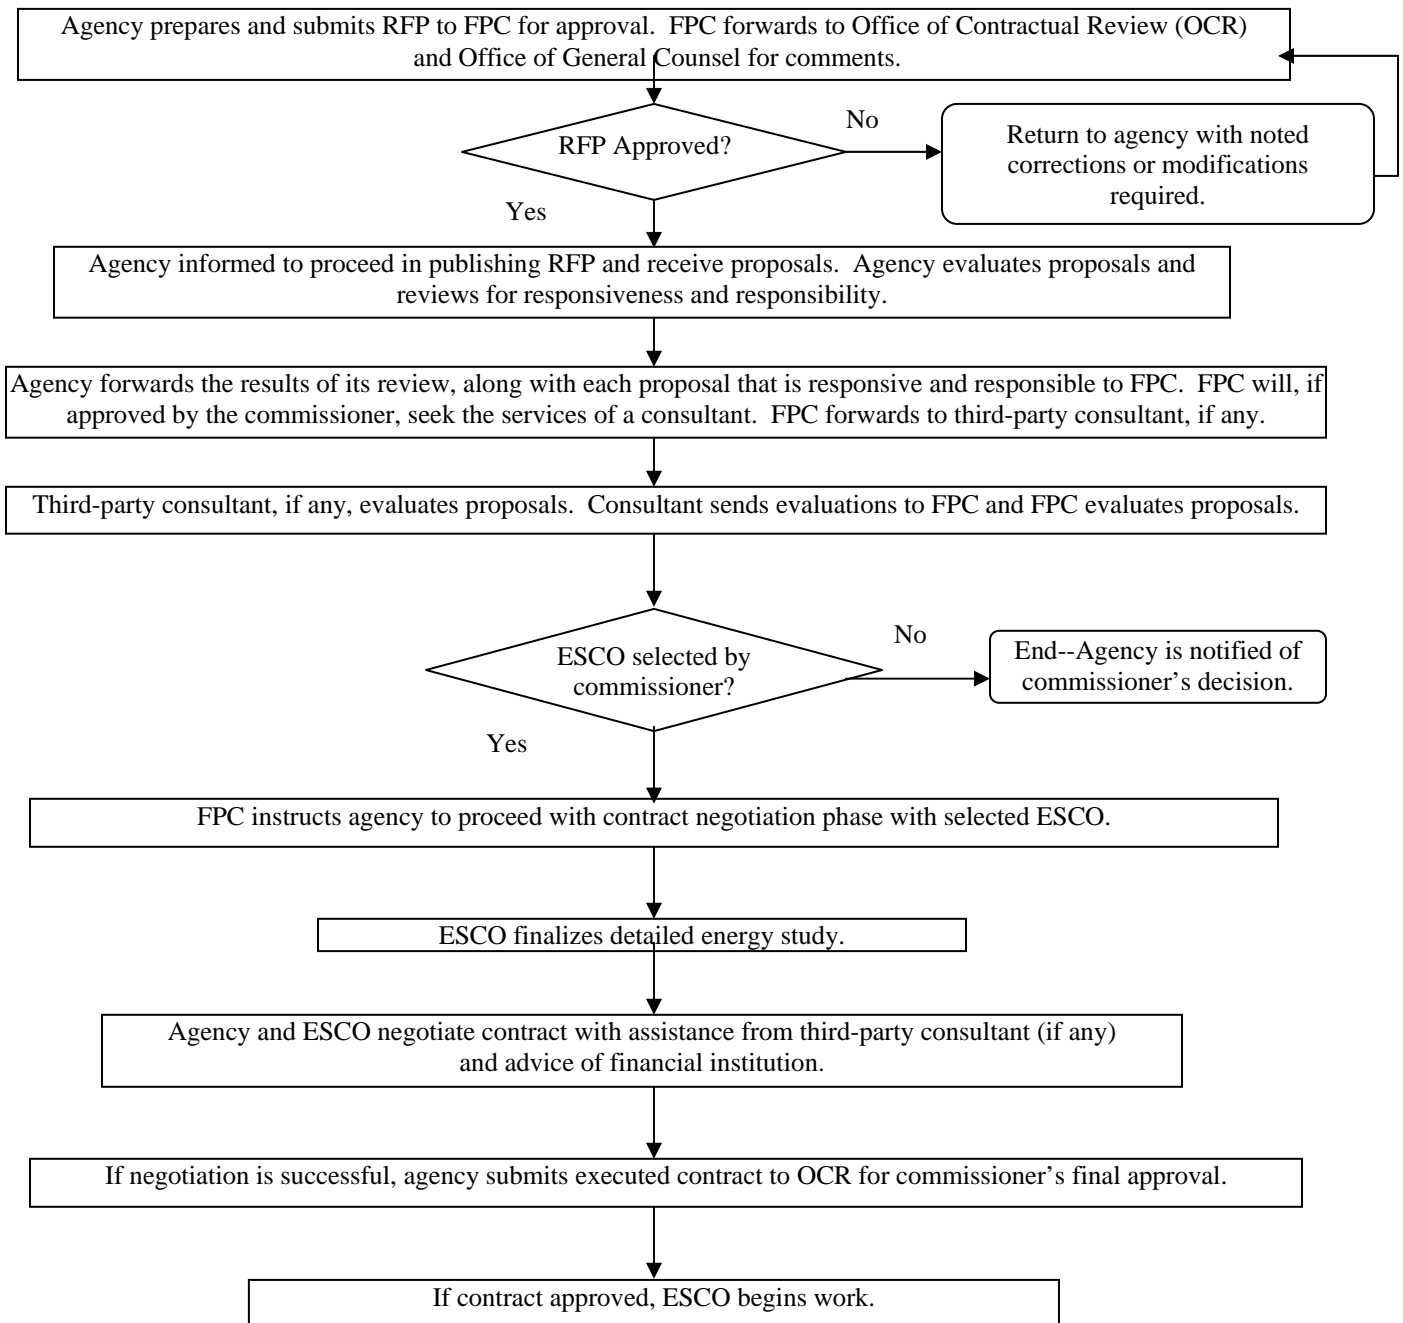 Agency prepares and submits RFP to FPC for approval.  FPC forwards to Office of Contractual Review (OCR)
and Office of General Counsel for comments.
RFP Approved?
No
Return to agency with noted
corrections or modifications
required.
Yes
Agency informed to proceed in publishing RFP and receive proposals.  Agency evaluates proposals and
reviews for responsiveness and responsibility.
Agency forwards the results of its review, along with each proposal that is responsive and responsible to FPC.  FPC will, if
approved by the commissioner, seek the services of a consultant.  FPC forwards to third-party consultant, if any.
Third-party consultant, if any, evaluates proposals.  Consultant sends evaluations to FPC and FPC evaluates proposals.
ESCO selected by
commissioner?
No
End--Agency is notified of
commissioner’s decision.
Yes
FPC instructs agency to proceed with contract negotiation phase with selected ESCO.
ESCO finalizes detailed energy study.
Agency and ESCO negotiate contract with assistance from third-party consultant (if any)
and advice of financial institution.
If negotiation is successful, agency submits executed contract to OCR for commissioner’s final approval.
If contract approved, ESCO begins work.